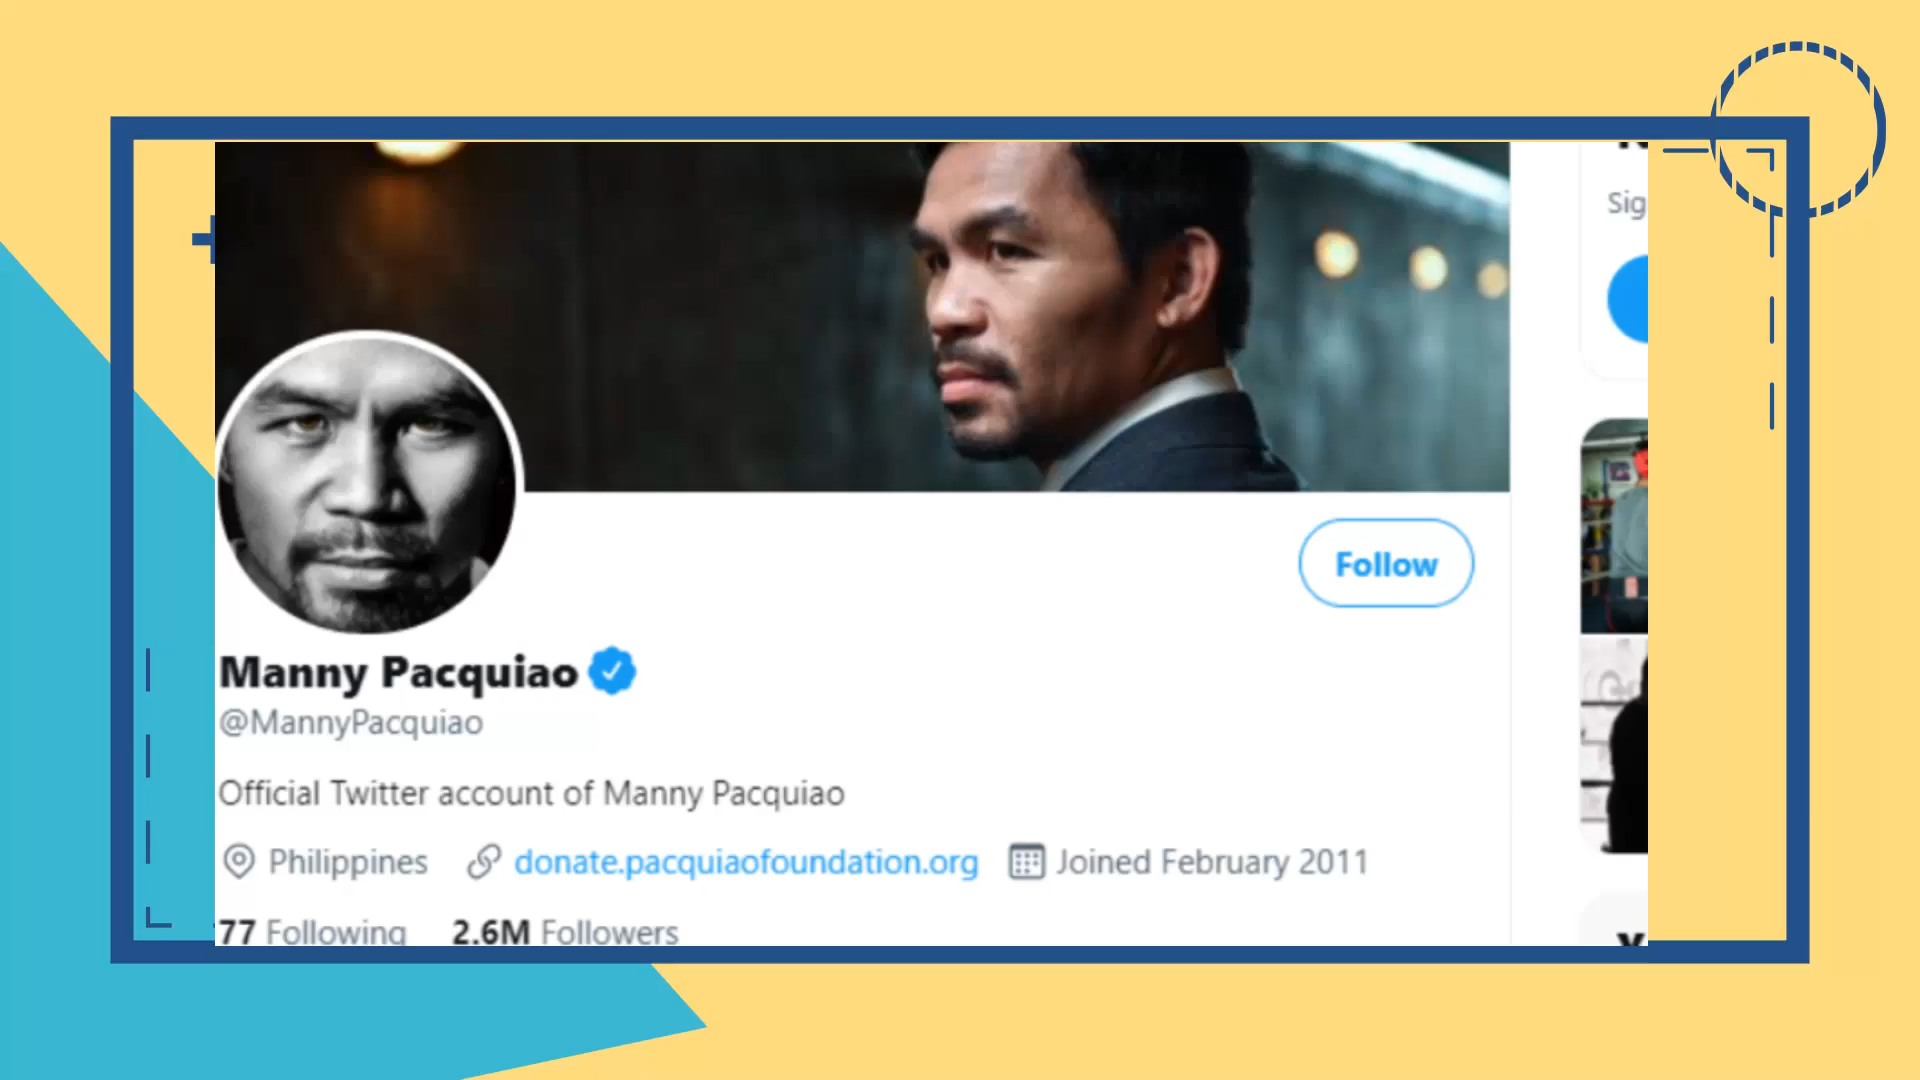 Sig
Follow
Manny Pacquiao
@MannyPacquiao
Official Twitter account of Manny Pacquiao
Philippines donate.pacquiaofoundation.org Joined February 2011
77 Following 2.6M Followers